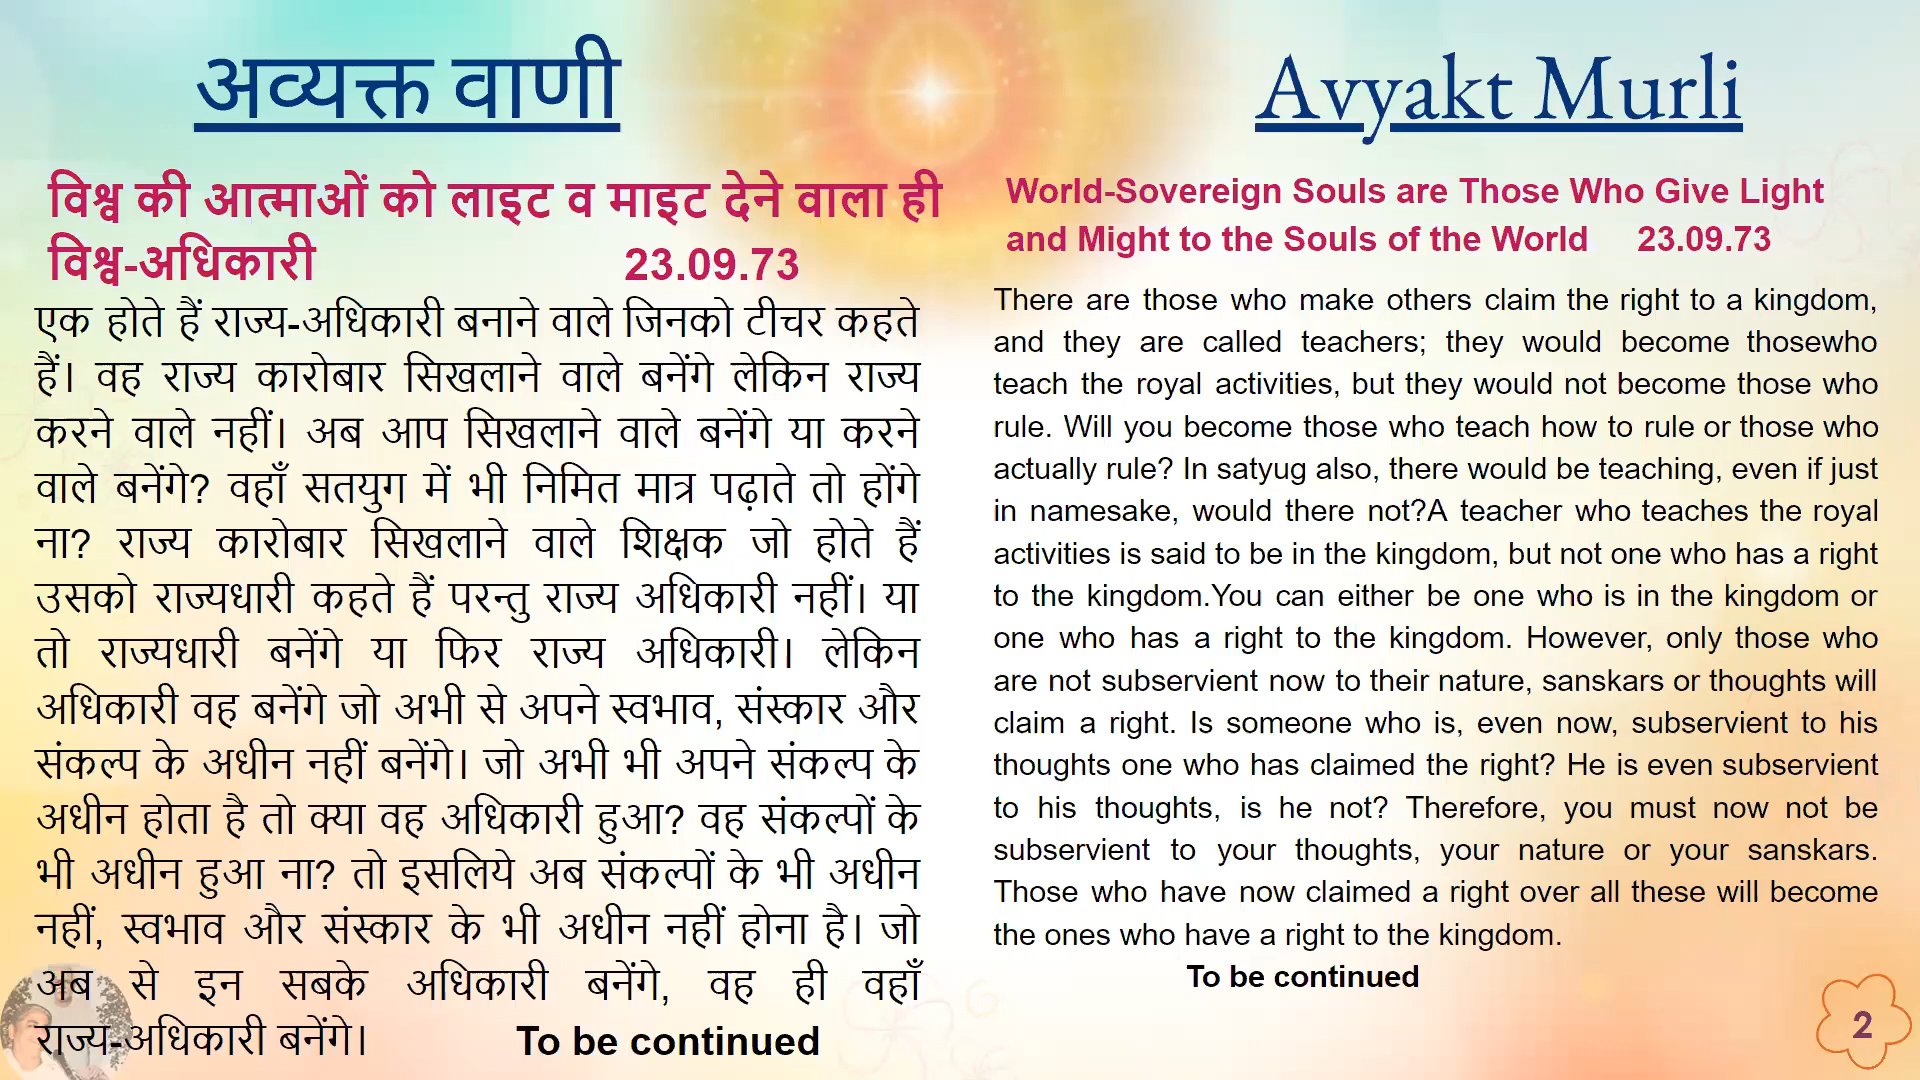 अव्यक्त वाणी
विश्व की आत्माओं को लाइट व माइट देने वाला ही
विश्व-अधिकारी 23.09.73
एक होते हैं राज्य-अधिकारी बनाने वाले जिनको टीचर कहते
हैं। वह राज्य कारोबार सिखलाने वाले बनेंगे लेकिन राज्य
करने वाले नहीं। अब आप सिखलाने वाले बनेंगे या करने
वाले बनेंगे? वहाँ सतयुग में भी निमित मात्र पढ़ाते तो होंगे
ना? राज्य कारोबार सिखलाने वाले शिक्षक जो होते हैं
उसको राज्यधारी कहते हैं परन्तु राज्य अधिकारी नहीं। या
तो राज्यधारी बनेंगे या फिर राज्य अधिकारी। लेकिन
अधिकारी वह बनेंगे जो अभी से अपने स्वभाव, संस्कार और
संकल्प के अधीन नहीं बनेंगे। जो अभी भी अपने संकल्प के
अधीन होता है तो क्या वह अधिकारी हुआ? वह संकल्पों के
भी अधीन हुआ ना? तो इसलिये अब संकल्पों के भी अधीन
नहीं, स्वभाव और संस्कार के भी अधीन नहीं होना है। जो
अब से इन सबके अधिकारी बनेंगे, वह ही वहाँ
राज्य-अधिकारी बनेंगे। To be continued
Avyakt Murli
World-Sovereign Souls are Those Who Give Light
and Might to the Souls of the World 23.09.73
There are those who make others claim the right to a kingdom,
and they are called teachers; they would become thosewho
teach the royal activities, but they would not become those who
rule. Will you become those who teach how to rule or those who
actually rule? In satyug also, there would be teaching, even if just
in namesake, would there not?A teacher who teaches the royal
activities is said to be in the kingdom, but not one who has a right
to the kingdom.You can either be one who is in the kingdom or
one who has a right to the kingdom. However, only those who
are not subservient now to their nature, sanskars or thoughts will
claim a right. Is someone who is, even now, subservient to his
thoughts one who has claimed the right? He is even subservient
to his thoughts, is he not? Therefore, you must now not be
subservient to your thoughts, your nature or your sanskars.
Those who have now claimed a right over all these will become
the ones who have a right to the kingdom.
To be continued
2